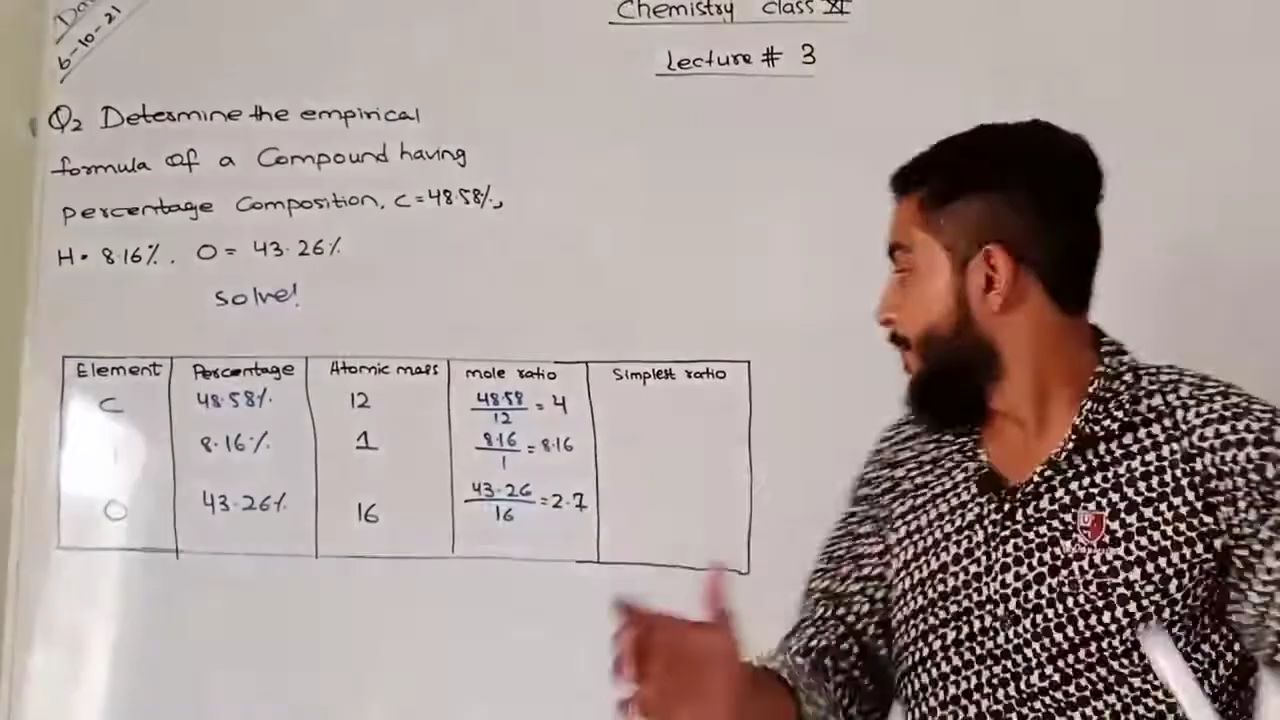 Chemistry class XI
6-10-21
Lecture # 3
Q2 Determine the empirical
formula of a Compound having
percentage Composition, C = 48.58%,
H = 8.16%. O = 43.26%
Solve!
Element Percentage Atomic mass mole ratio Simplest ratio
C 48.58% 12 48.58/12 = 4
8.16% 1 8.16/1 = 8.16
O 43.26% 16 43.26/16 = 2.7